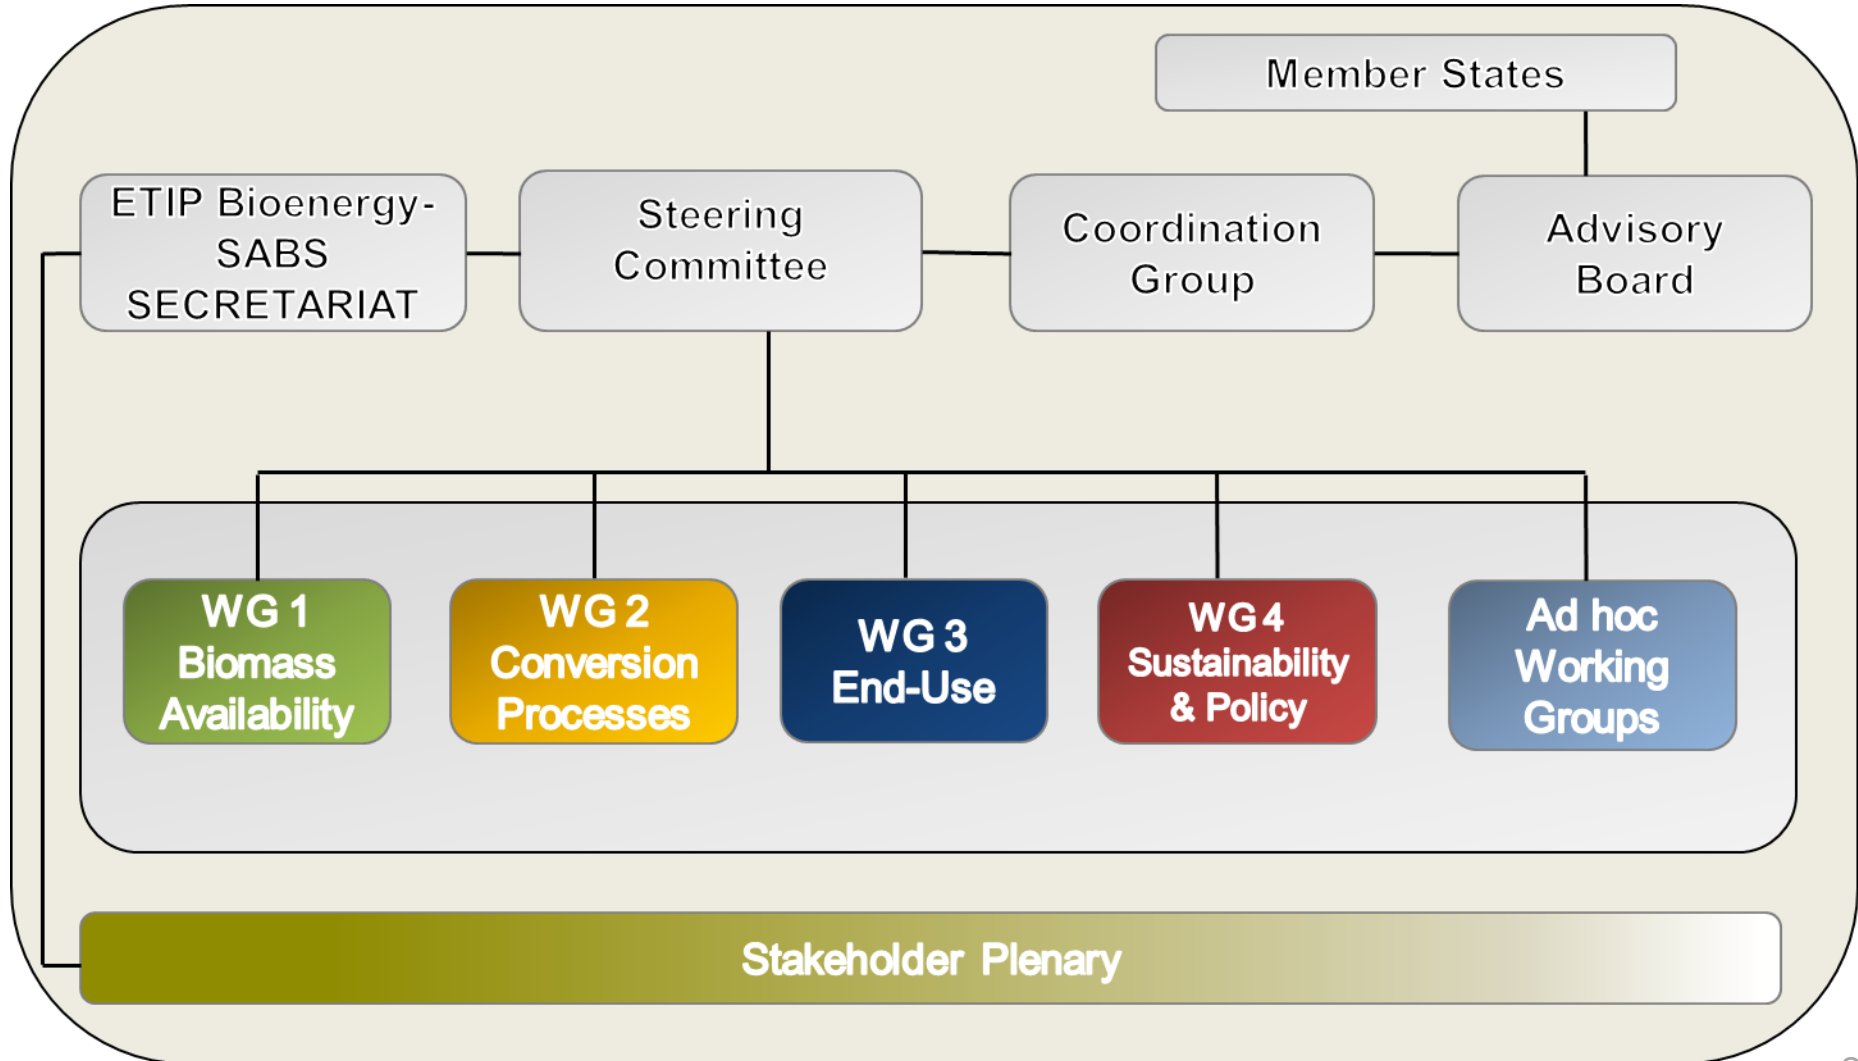 Member States
ETIP Bioenergy-
SABS
SECRETARIAT
Steering
Committee
Coordination
Group
Advisory
Board
WG 1
Biomass
Availability
WG 2
Conversion
Processes
WG 3
End-Use
WG 4
Sustainability
& Policy
Ad hoc
Working
Groups
Stakeholder Plenary